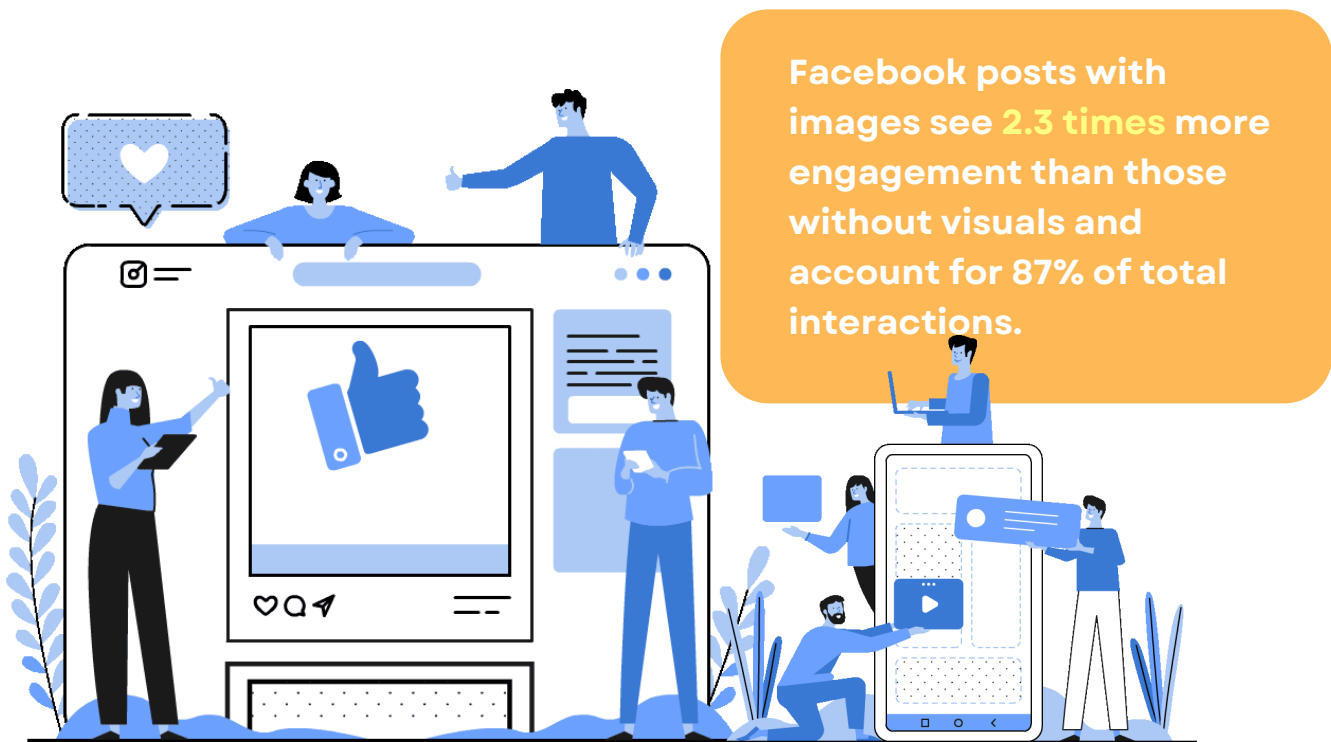 Facebook posts with
images see 2.3 times more
engagement than those
without visuals and
account for 87% of total
interactions.